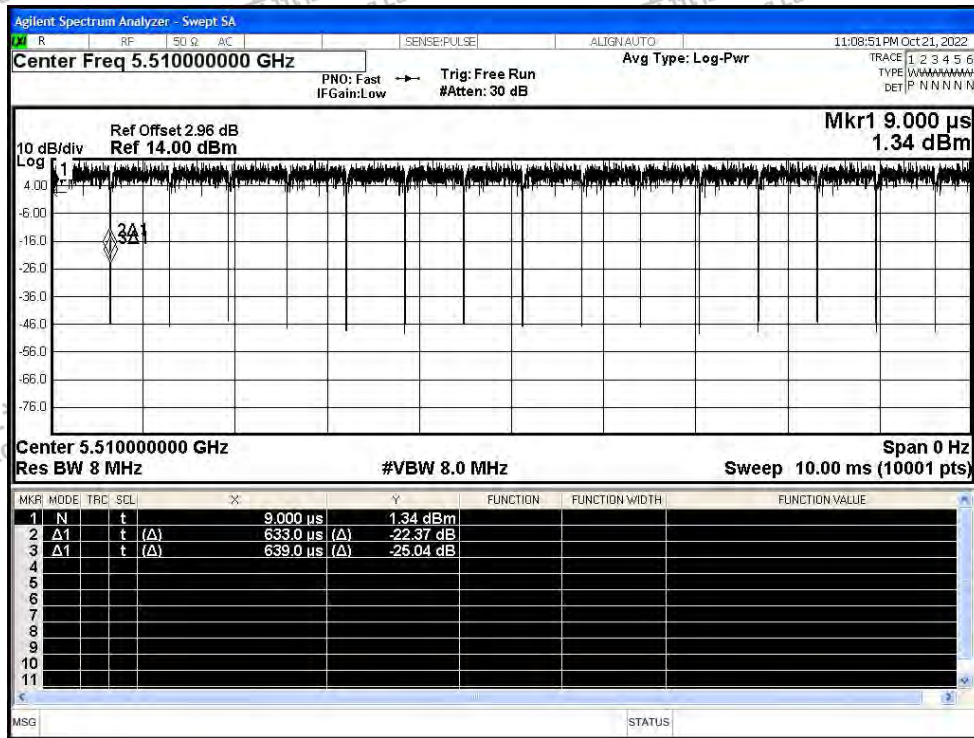 Agilent Spectrum Analyzer - Swept SA
LXI R RF 50 Ω AC SENSE:PULSE ALIGNAUTO 11:08:51PM Oct 21, 2022
Center Freq 5.510000000 GHz Avg Type: Log-Pwr TRACE 1 2 3 4 5 6
PNO: Fast Trig: Free Run TYPE WWWWWW
IFGain:Low #Atten: 30 dB DET P N N N N N
Mkr1 9.000 µs
Ref Offset 2.96 dB
10 dB/div Ref 14.00 dBm 1.34 dBm
Log
1
4.00
-6.00
-16.0
-26.0
-36.0
-46.0
-56.0
-66.0
-76.0
Center 5.510000000 GHz Span 0 Hz
Res BW 8 MHz #VBW 8.0 MHz Sweep 10.00 ms (10001 pts)
MKR MODE TRC SCL X Y FUNCTION FUNCTION WIDTH FUNCTION VALUE
1 N t 9.000 µs 1.34 dBm
2 Δ1 t (Δ) 633.0 µs (Δ) -22.37 dB
3 Δ1 t (Δ) 639.0 µs (Δ) -25.04 dB
4
5
6
7
8
9
10
11
MSG STATUS